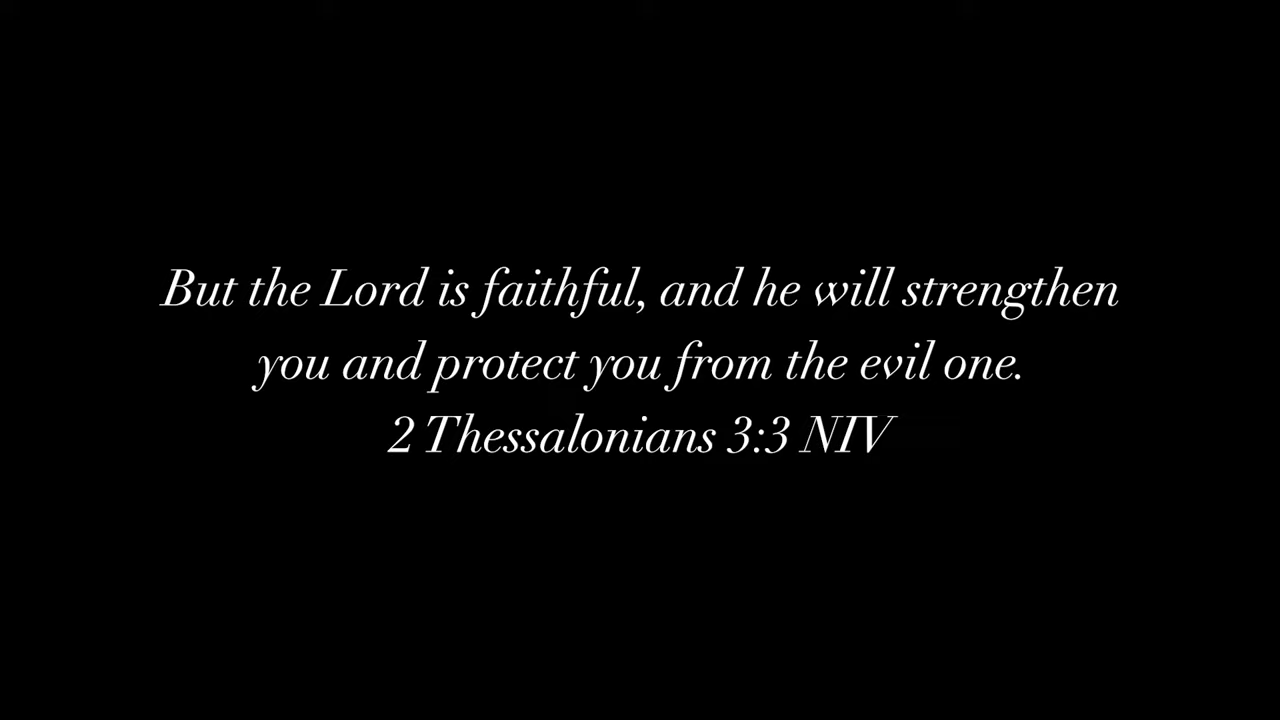 But the Lord is faithful, and he will strengthen
you and protect you from the evil one.
2 Thessalonians 3:3 NIV